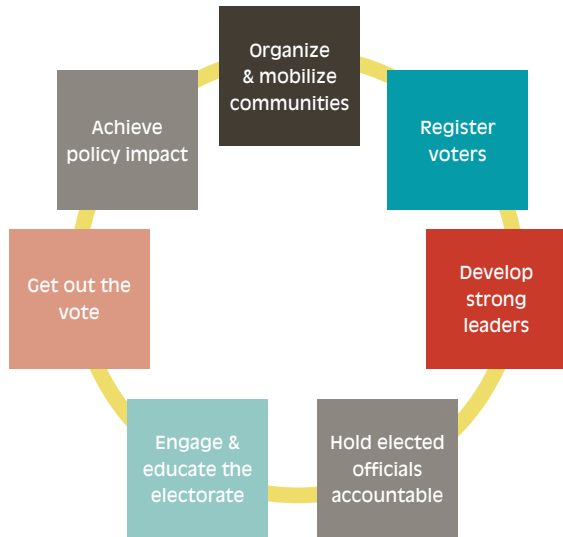 Organize
& mobilize
communities
Register
voters
Develop
strong
leaders
Hold elected
officials
accountable
Engage &
educate the
electorate
Get out the
vote
Achieve
policy impact